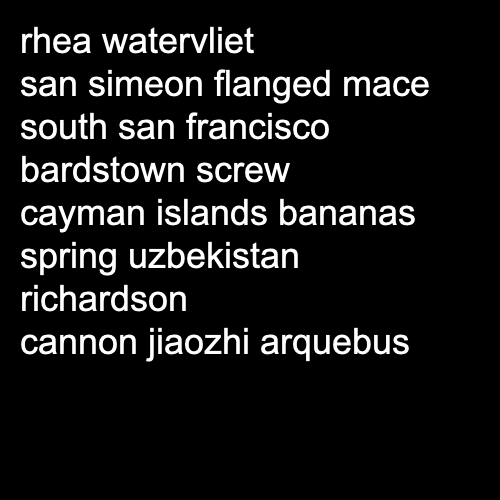 rhea watervliet
san simeon flanged mace
south san francisco
bardstown screw
cayman islands bananas
spring uzbekistan
richardson
cannon jiaozhi arquebus